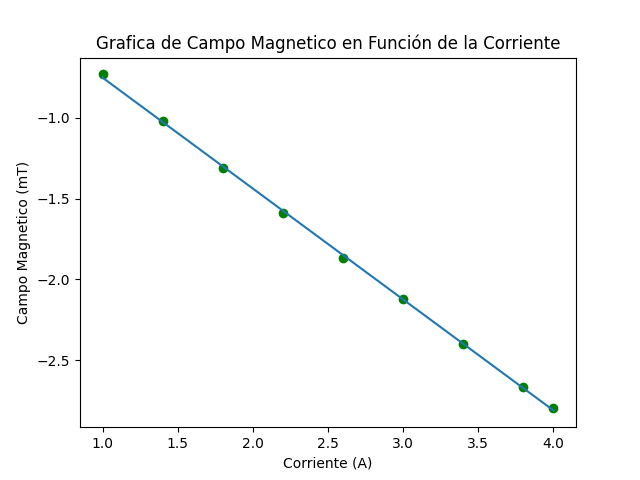 Grafica de Campo Magnetico en Función de la Corriente
Campo Magnetico (mT)
−1.0
−1.5
−2.0
−2.5
1.0 1.5 2.0 2.5 3.0 3.5 4.0
Corriente (A)